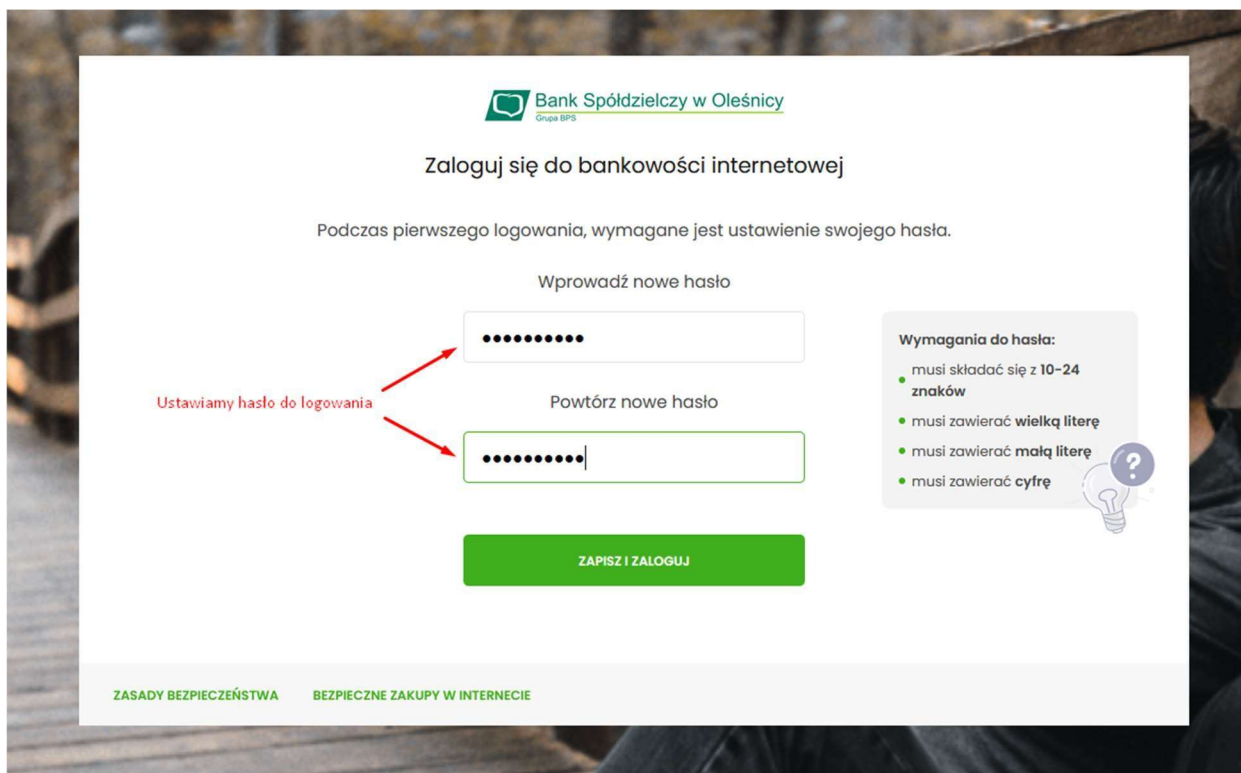 Bank Spółdzielczy w Oleśnicy
Grupa BPS
Zaloguj się do bankowości internetowej
Podczas pierwszego logowania, wymagane jest ustawienie swojego hasła.
Wprowadź nowe hasło
••••••••••
Ustawiamy hasło do logowania
Powtórz nowe hasło
••••••••••
Wymagania do hasła:
• musi składać się z 10-24
znaków
• musi zawierać wielką literę
• musi zawierać małą literę
• musi zawierać cyfrę
?
ZAPISZ I ZALOGUJ
ZASADY BEZPIECZEŃSTWA
BEZPIECZNE ZAKUPY W INTERNECIE